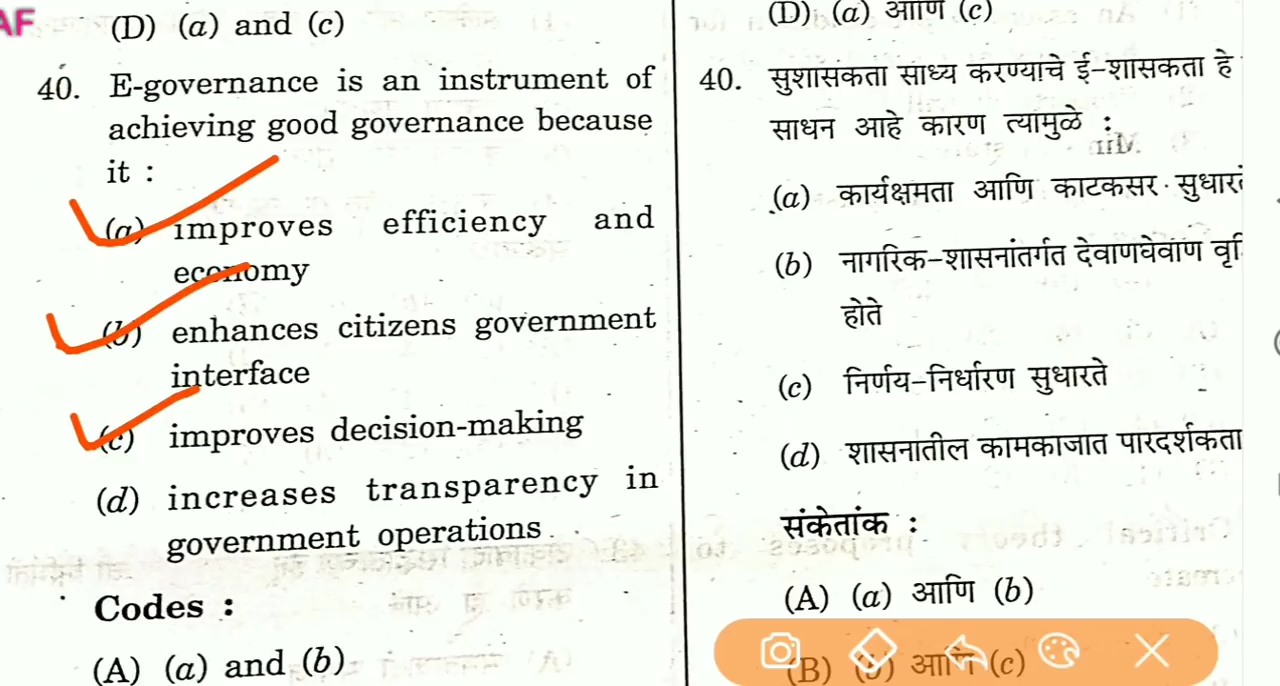 AF
(D) (a) and (c)
40. E-governance is an instrument of
achieving good governance because
it :
(a) improves efficiency and
economy
(b) enhances citizens government
interface
(c) improves decision-making
(d) increases transparency in
government operations.
Codes :
(A) (a) and (b)
(D) (a) आणि (c)
40. सुशासकता साध्य करण्याचे ई-शासकता हे
साधन आहे कारण त्यामुळे :
(a) कार्यक्षमता आणि काटकसर
(b) नागरिक-शासनांतर्गत देवाणघेवाण
होते
(c) निर्णय-निर्धारण सुधारते
(d) शासनातील कामकाजात पारदर्शकता
संकेतांक :
(A) (a) आणि (b)
(B) (b) आणि (c)